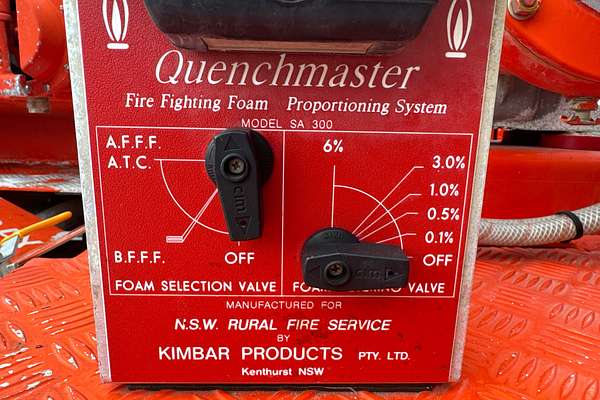 Quenchmaster
Fire Fighting Foam Proportioning System
MODEL SA 300
A.F.F.F.
A.T.C.
B.F.F.F.
OFF
FOAM SELECTION VALVE
6%
3.0%
1.0%
0.5%
0.1%
OFF
VALVE
MANUFACTURED FOR
N.S.W. RURAL FIRE SERVICE
BY
KIMBAR PRODUCTS PTY. LTD.
Kenthurst NSW